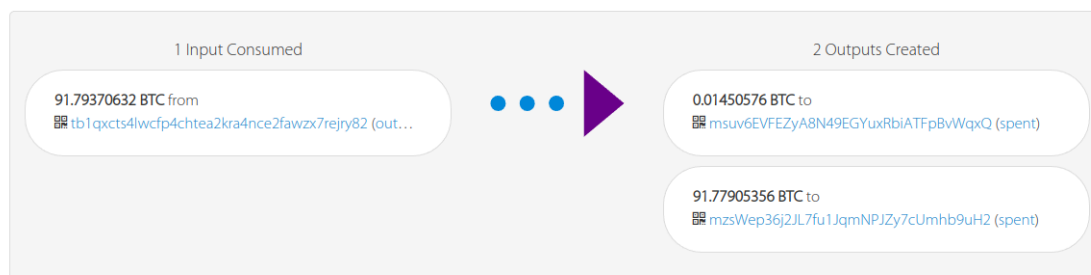 1 Input Consumed
91.79370632 BTC from
tb1qxcts4lwcfp4chtea2kra4nce2fawzx7rejry82 (out…
2 Outputs Created
0.01450576 BTC to
msuv6EVFEZyA8N49EGYuxRbiATFpBvWqxQ (spent)
91.77905356 BTC to
mzsWep36j2JL7fu1JqmNPJZy7cUmhb9uH2 (spent)